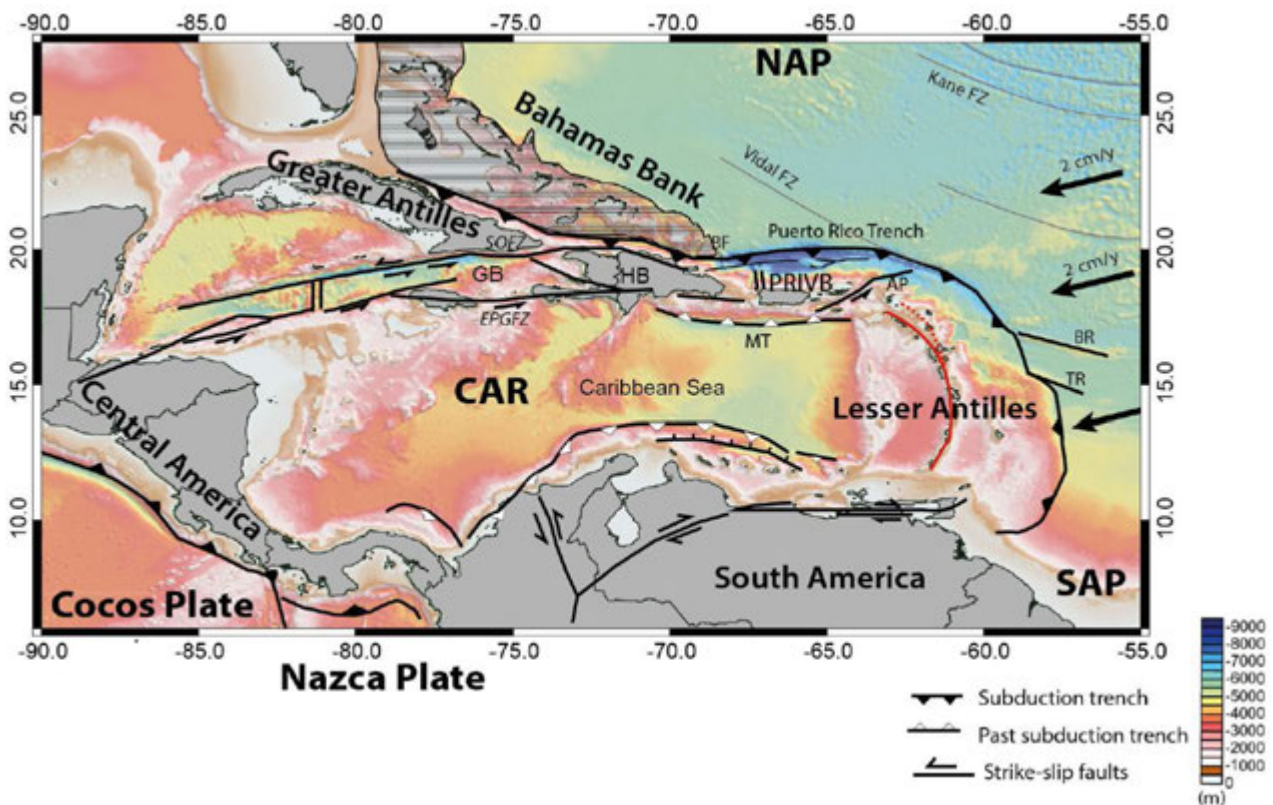 -90.0 -85.0 -80.0 -75.0 -70.0 -65.0 -60.0 -55.0
NAP
Kane FZ
25.0
25.0
Bahamas Bank
2 cm/y
Vidal FZ
Greater Antilles
Puerto Rico Trench
SOFZ
BF
20.0
20.0
2 cm/y
GB
HB
PRIVB
AP
EPGFZ
MT
BR
15.0
15.0
CAR
Caribbean Sea
TR
Lesser Antilles
Central America
10.0
10.0
South America
SAP
Cocos Plate
-90.0 -85.0 -80.0 -75.0 -70.0 -65.0 -60.0 -55.0
Nazca Plate
Subduction trench
Past subduction trench
Strike-slip faults
-9000
-8000
-7000
-6000
-5000
-4000
-3000
-2000
-1000
0
(m)